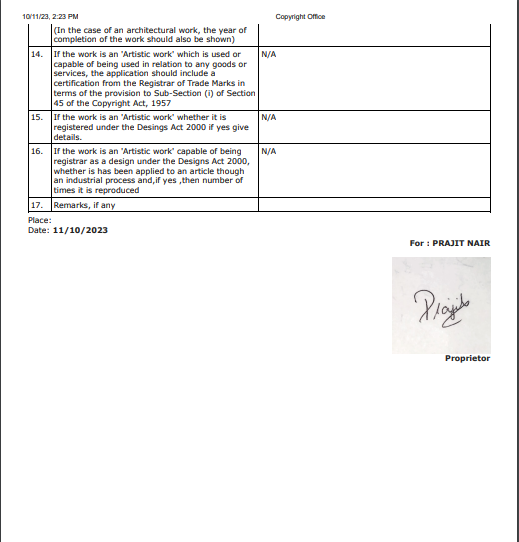 10/11/23, 2:23 PM Copyright Office
(In the case of an architectural work, the year of
completion of the work should also be shown)
14. If the work is an 'Artistic work' which is used or N/A
capable of being used in relation to any goods or
services, the application should include a
certification from the Registrar of Trade Marks in
terms of the provision to Sub-Section (i) of Section
45 of the Copyright Act, 1957
15. If the work is an 'Artistic work' whether it is N/A
registered under the Desings Act 2000 if yes give
details.
16. If the work is an 'Artistic work' capable of being N/A
registrar as a design under the Designs Act 2000,
whether is has been applied to an article though
an industrial process and,if yes ,then number of
times it is reproduced
17. Remarks, if any
Place:
Date: 11/10/2023
For : PRAJIT NAIR
Proprietor